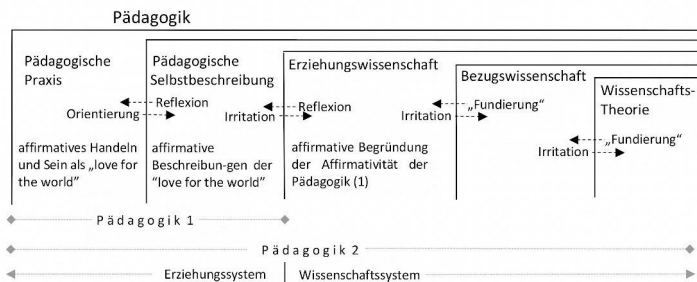 Pädagogik
Pädagogische
Praxis
Pädagogische
Selbstbeschreibung
Erziehungswissenschaft
Bezugswissenschaft
Wissenschafts-
Theorie
Reflexion
Orientierung
Reflexion
Irritation
„Fundierung“
Irritation
„Fundierung“
Irritation
affirmatives Handeln
und Sein als „love for
the world”
affirmative
Beschreibun-gen der
“love for the world”
affirmative Begründung
der Affirmativität der
Pädagogik (1)
Pädagogik 1
Pädagogik 2
Erziehungssystem
Wissenschaftssystem